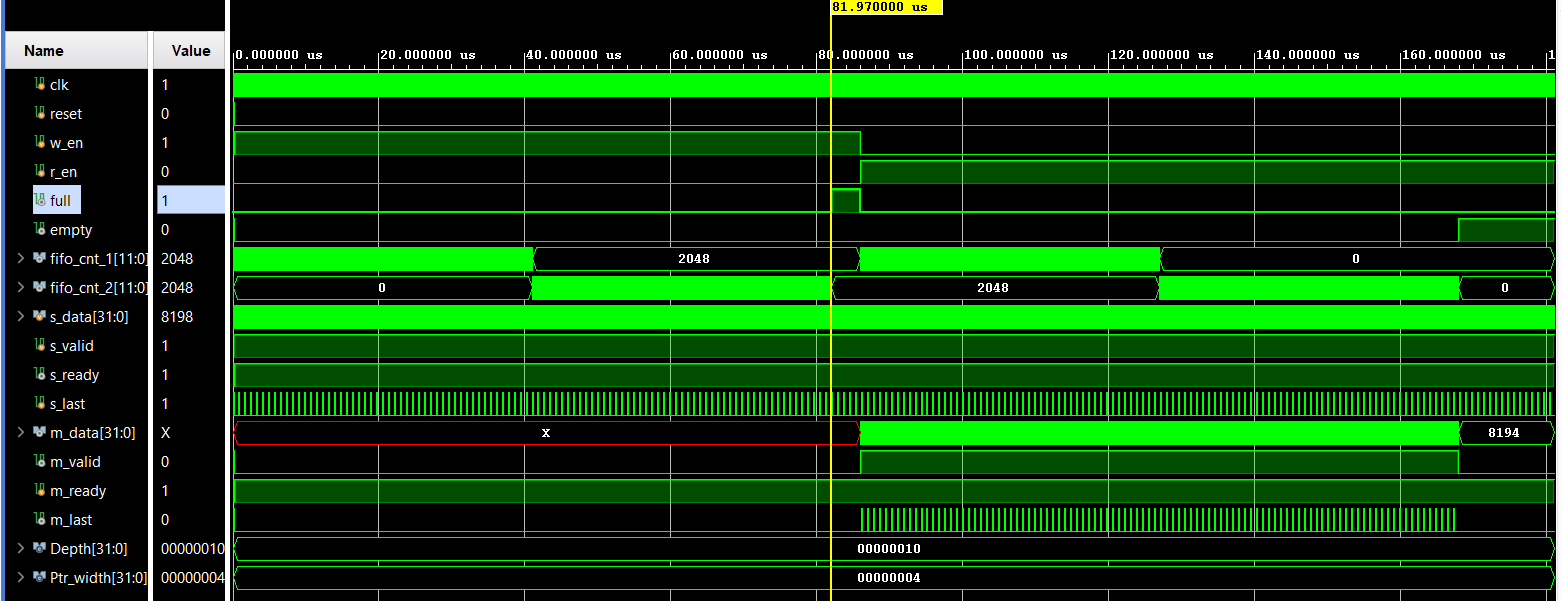 81.970000 us
Name Value 0.000000 us 20.000000 us 40.000000 us 60.000000 us 80.000000 us 100.000000 us 120.000000 us 140.000000 us 160.000000 us 1
clk 1
reset 0
w_en 1
r_en 0
full 1
empty 0
fifo_cnt_1[11:0] 2048 2048 0
fifo_cnt_2[11:0] 2048 0 2048 0
s_data[31:0] 8198
s_valid 1
s_ready 1
s_last 1
m_data[31:0] X X 8194
m_valid 0
m_ready 1
m_last 0
Depth[31:0] 00000010 00000010
Ptr_width[31:0] 00000004 00000004